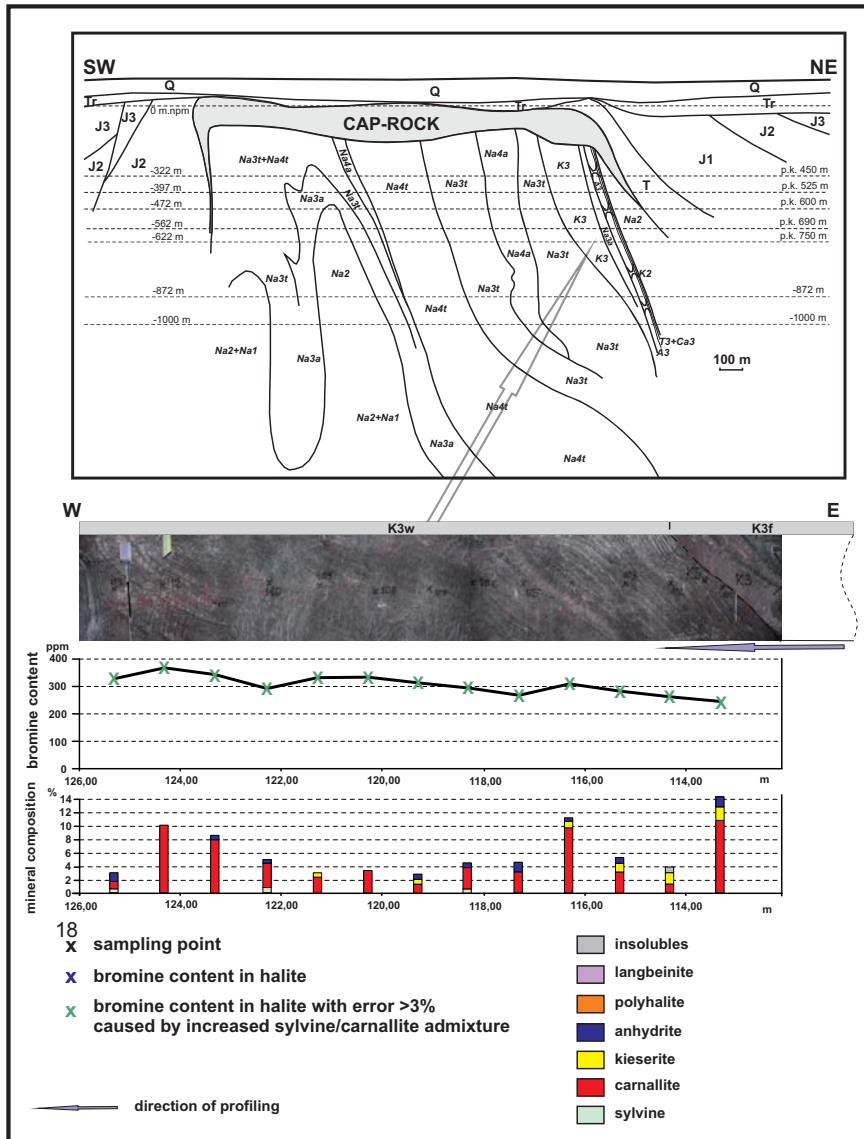 SW
NE
Q
Q
Q
Tr
Tr
Tr
0 m.npm
J3
J3
J2
J2
CAP-ROCK
J3
J2
J1
T
-322 m
-397 m
-472 m
-562 m
-622 m
-872 m
-1000 m
p.k. 450 m
p.k. 525 m
p.k. 600 m
p.k. 690 m
p.k. 750 m
-872 m
-1000 m
Na3t+Na4t
Na4a
Na3t
Na3a
Na4t
Na3t
Na4a
Na3t
K3
A3
Na2
K3
Na3a
Na2
Na4a
Na3t
K3
K2
Na3t
Na3t
Na4t
Na2+Na1
Na3a
Na3t
T3+Ca3
A3
100 m
Na3t
Na2+Na1
Na4t
Na3a
Na4t
W
E
K3w
K3f
ppm
bromine content
400
300
200
100
0
126,00 124,00 122,00 120,00 118,00 116,00 114,00 m
%
mineral composition
14
12
10
8
6
4
2
0
126,00 124,00 122,00 120,00 118,00 116,00 114,00 m
18
x sampling point
x bromine content in halite
x bromine content in halite with error >3%
caused by increased sylvine/carnallite admixture
direction of profiling
insolubles
langbeinite
polyhalite
anhydrite
kieserite
carnallite
sylvine